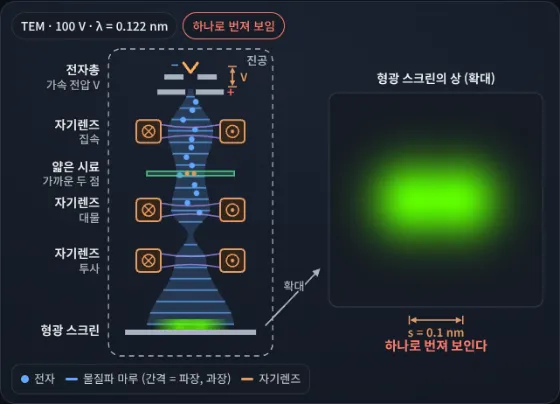 TEM · 100 V · λ = 0.122 nm
하나로 번져 보임
진공
전자총
가속 전압 V
−
V
+
자기렌즈
집속
얇은 시료
가까운 두 점
자기렌즈
대물
자기렌즈
투사
형광 스크린
확대
형광 스크린의 상 (확대)
s = 0.1 nm
하나로 번져 보인다
전자
물질파 마루 (간격 = 파장, 과장)
자기렌즈